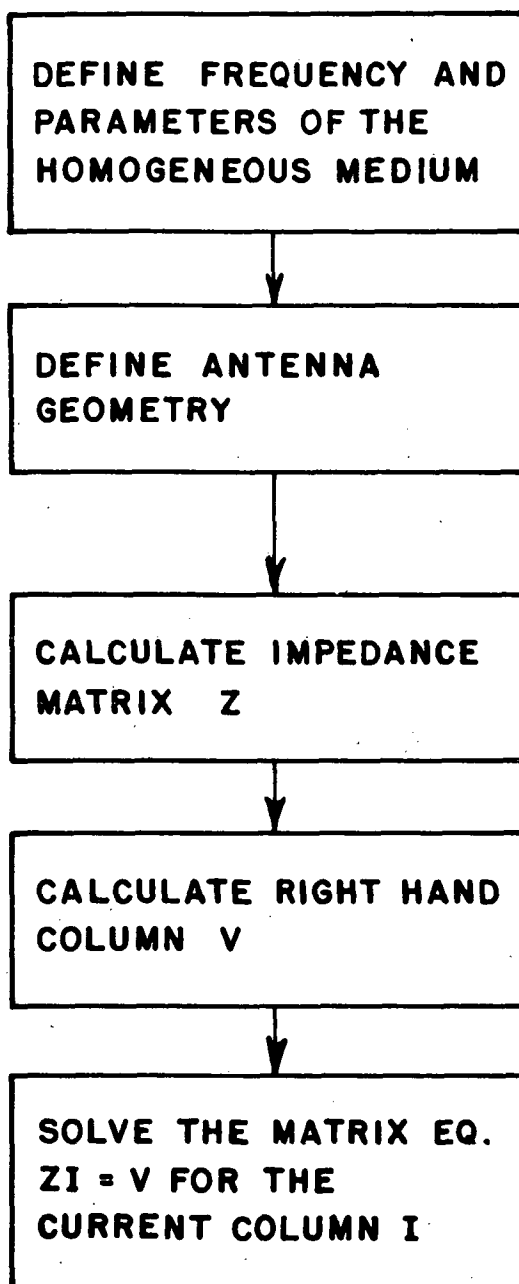 DEFINE FREQUENCY AND
PARAMETERS OF THE
HOMOGENEOUS MEDIUM
DEFINE ANTENNA
GEOMETRY
CALCULATE IMPEDANCE
MATRIX Z
CALCULATE RIGHT HAND
COLUMN V
SOLVE THE MATRIX EQ.
ZI = V FOR THE
CURRENT COLUMN I